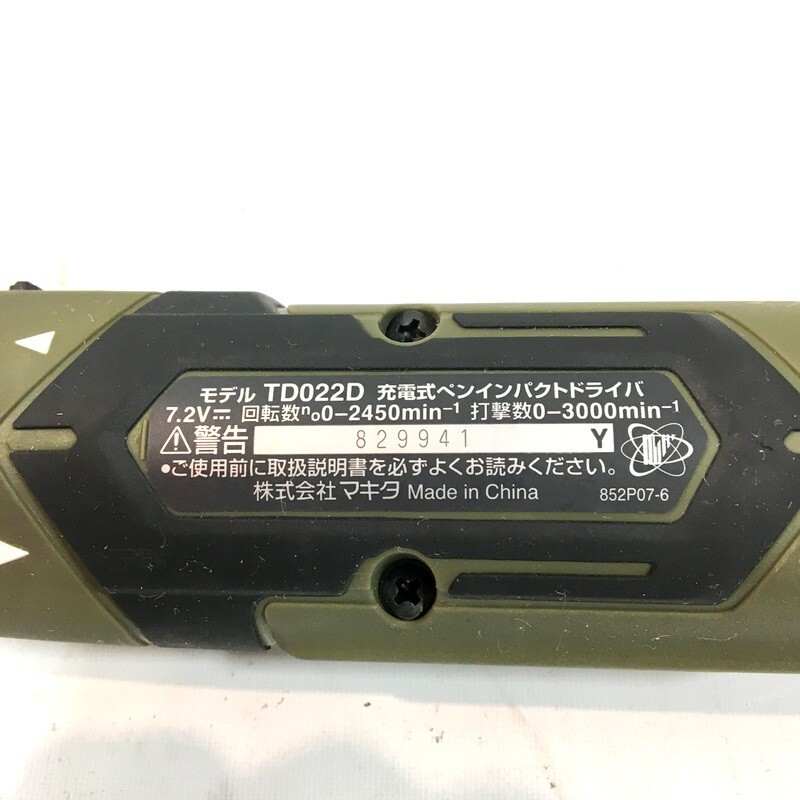 モデル TD022D 充電式ペンインパクトドライバ
7.2V⎓ 回転数n₀0-2450min⁻¹ 打撃数0-3000min⁻¹
⚠警告 829941 Y
•ご使用前に取扱説明書を必ずよくお読みください。
株式会社マキタ Made in China 852P07-6